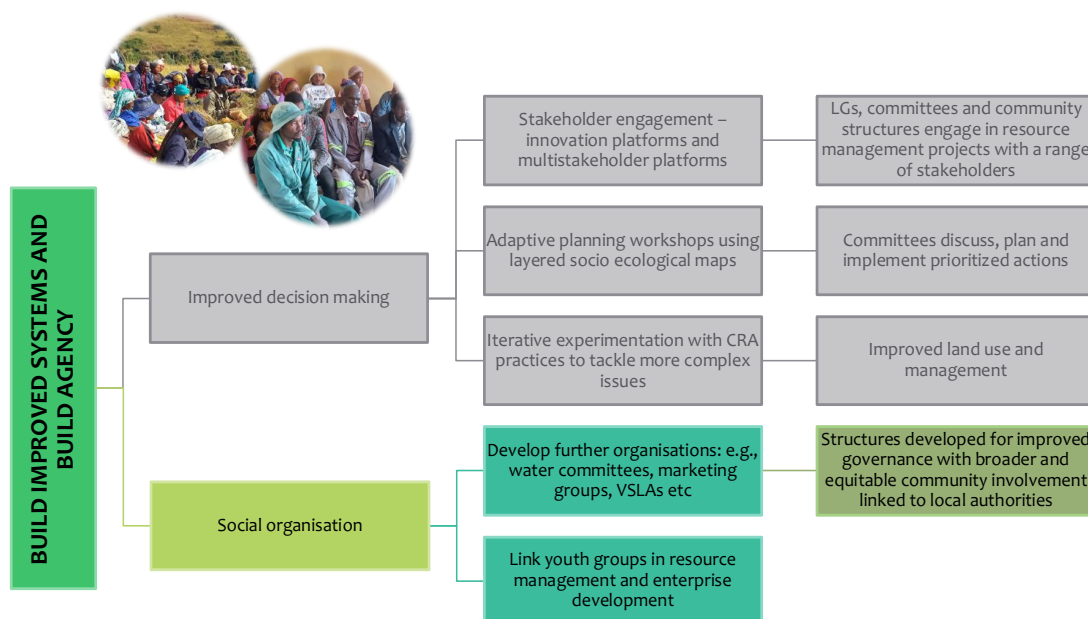 BUILD IMPROVED SYSTEMS AND
BUILD AGENCY
Improved decision making
Stakeholder engagement –
innovation platforms and
multistakeholder platforms
LGs, committees and community
structures engage in resource
management projects with a range
of stakeholders
Adaptive planning workshops using
layered socio ecological maps
Committees discuss, plan and
implement prioritized actions
Iterative experimentation with CRA
practices to tackle more complex
issues
Improved land use and
management
Social organisation
Develop further organisations: e.g.,
water committees, marketing
groups, VSLAs etc
Structures developed for improved
governance with broader and
equitable community involvement
linked to local authorities
Link youth groups in resource
management and enterprise
development